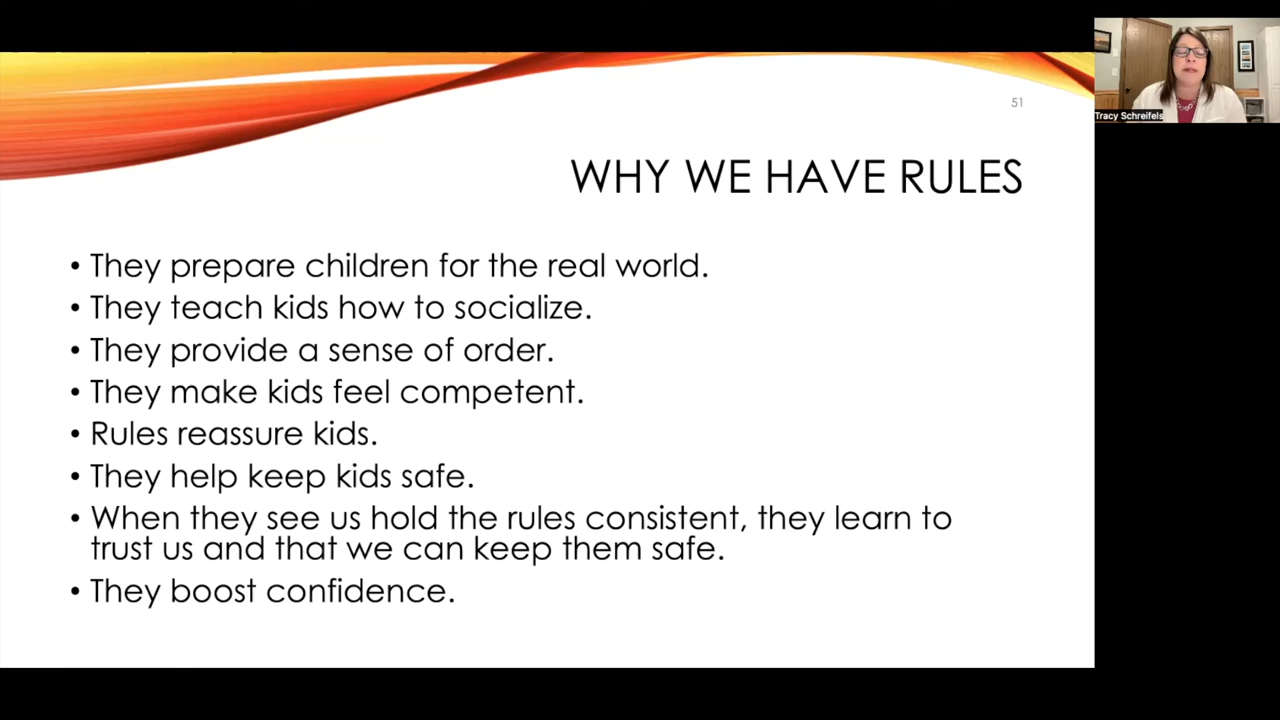 Tracy Schreifels
51
WHY WE HAVE RULES
• They prepare children for the real world.
• They teach kids how to socialize.
• They provide a sense of order.
• They make kids feel competent.
• Rules reassure kids.
• They help keep kids safe.
• When they see us hold the rules consistent, they learn to
trust us and that we can keep them safe.
• They boost confidence.